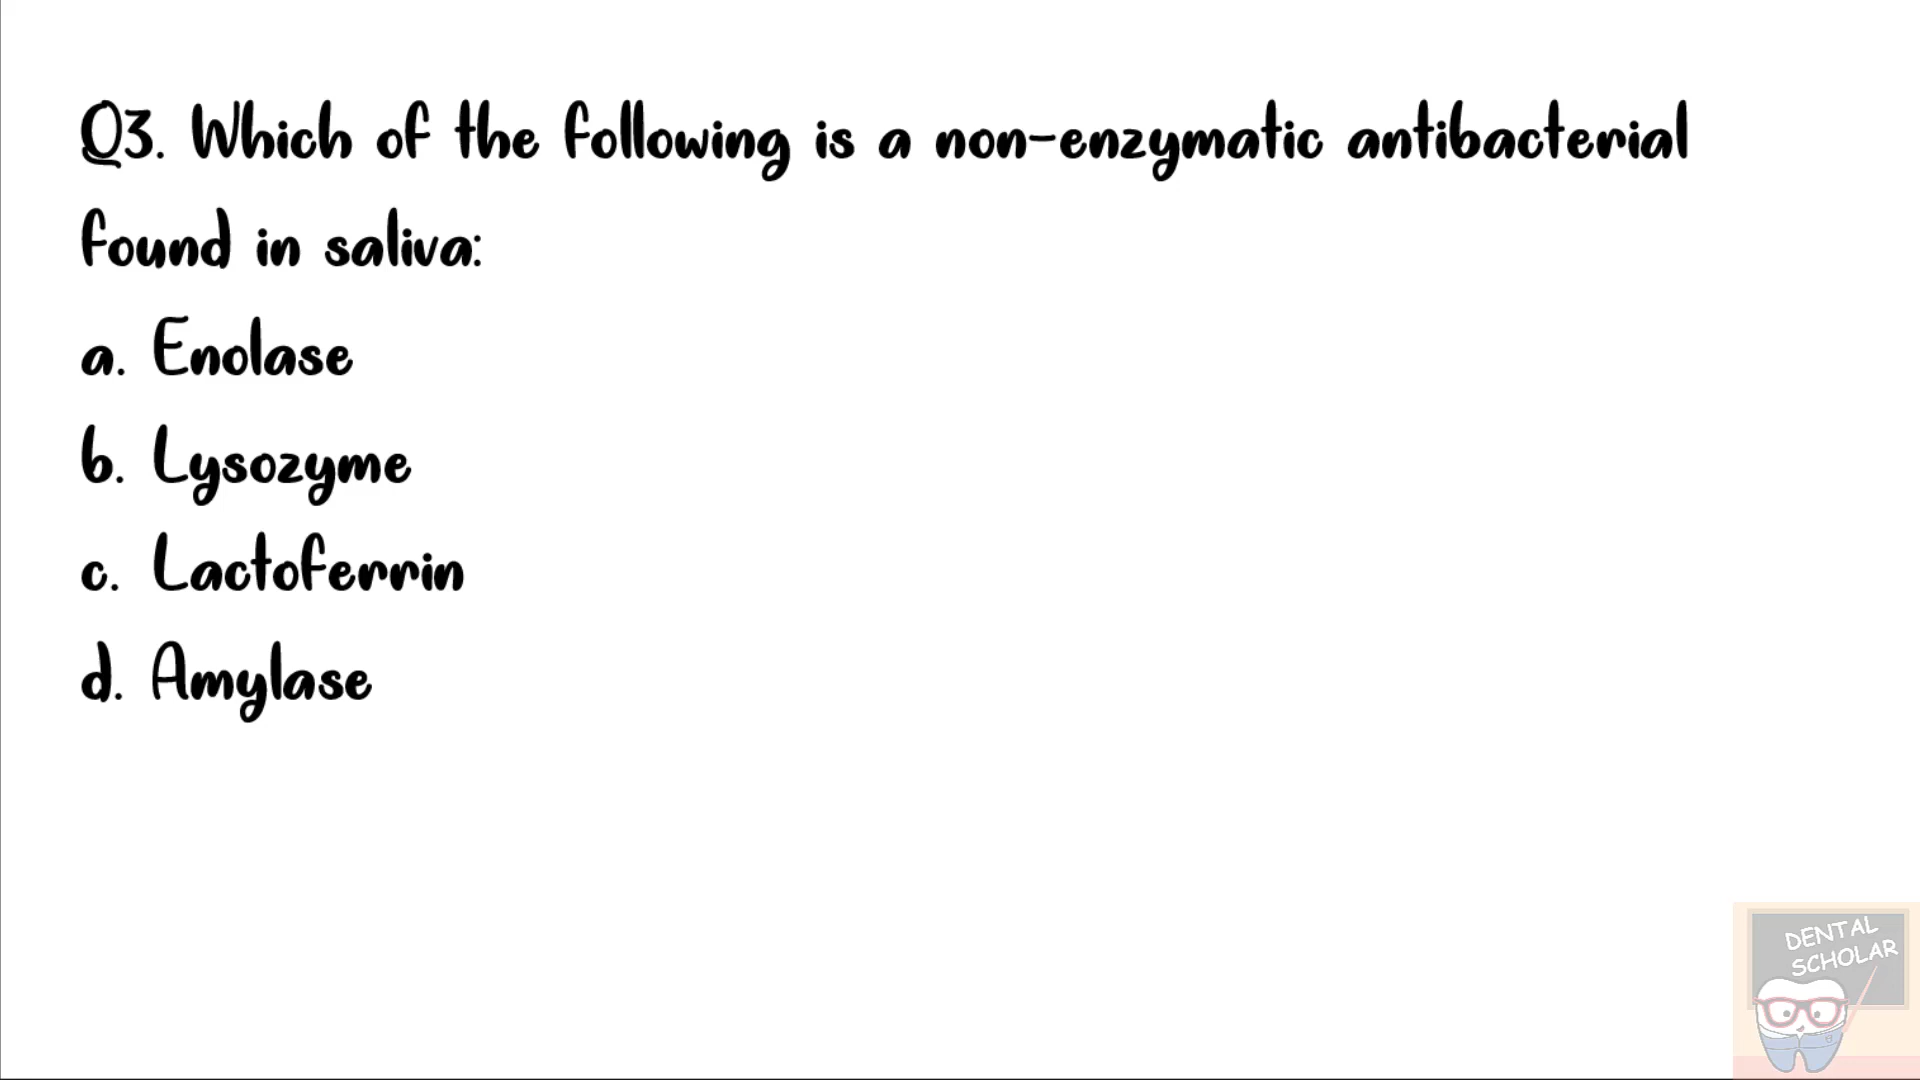 Q3. Which of the following is a non-enzymatic antibacterial
found in saliva:
a. Enolase
b. Lysozyme
c. Lactoferrin
d. Amylase
DENTAL
SCHOLAR